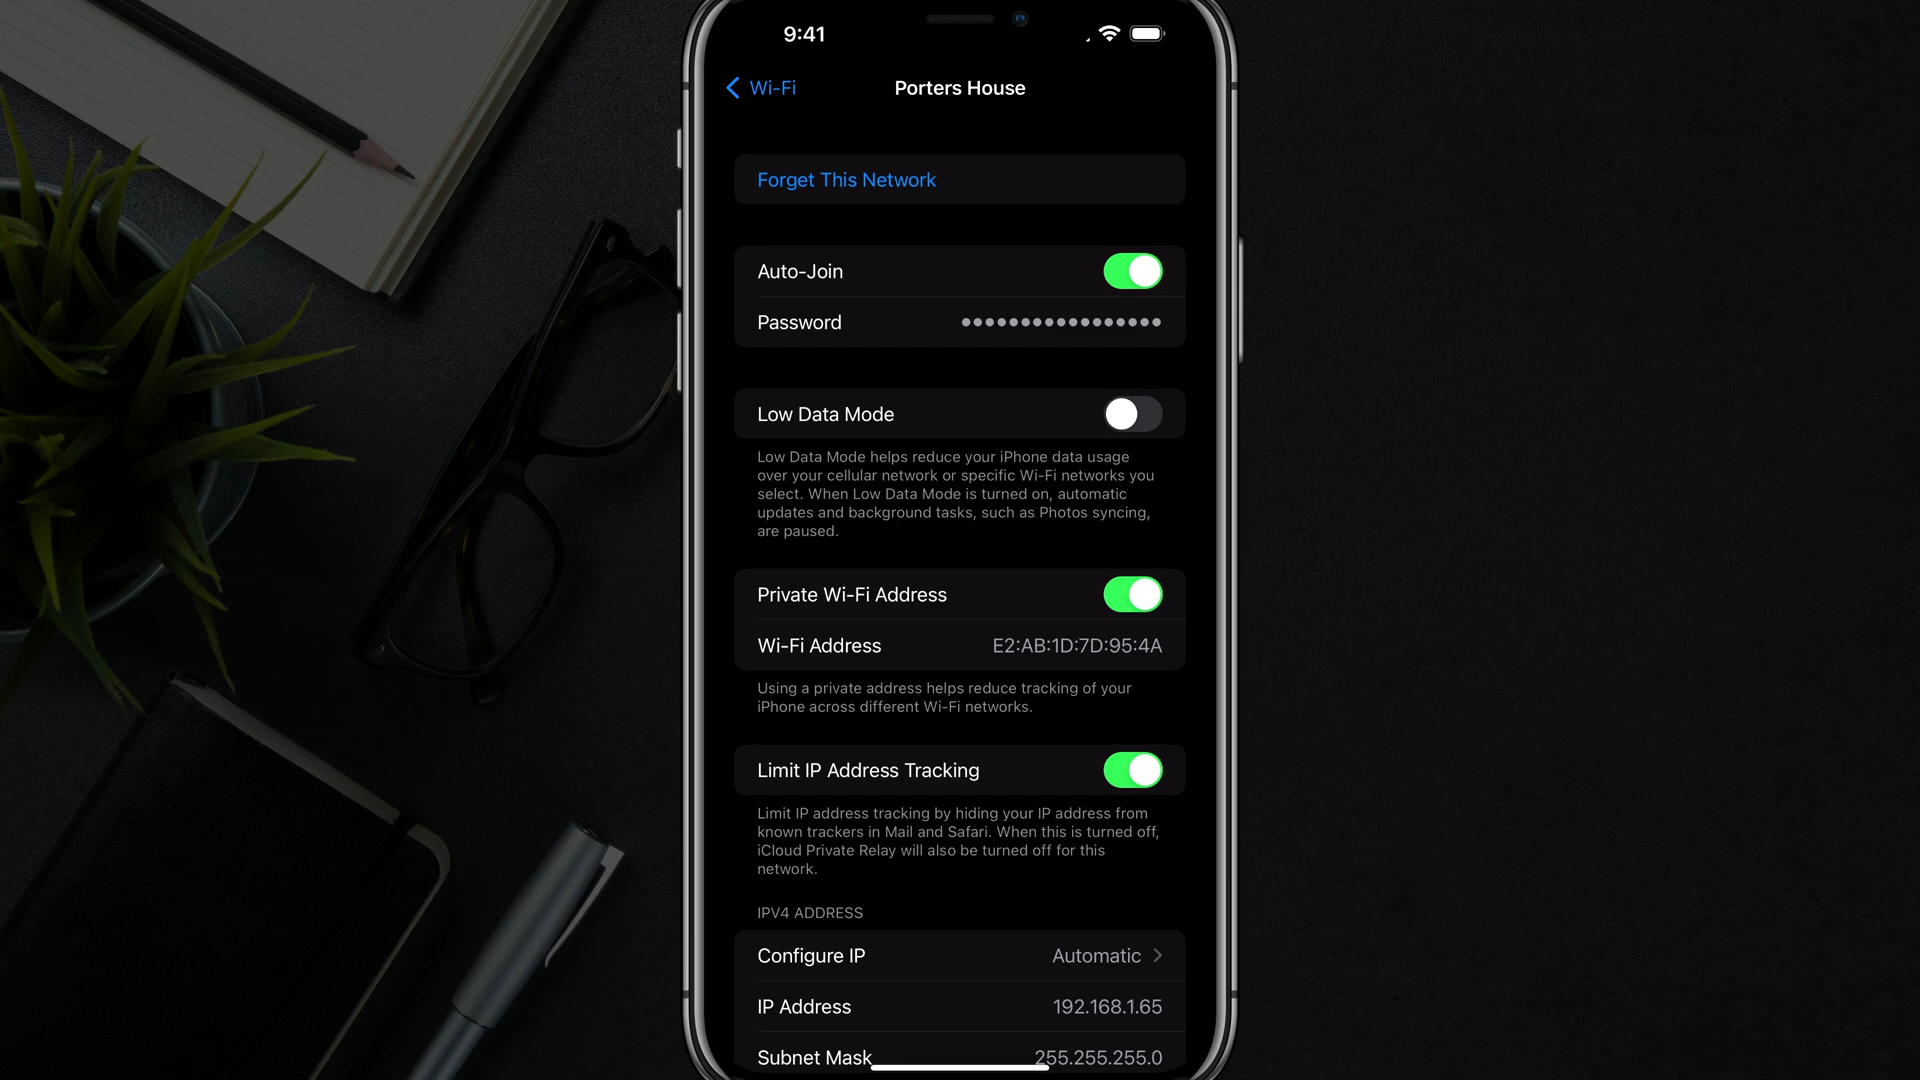 9:41
Wi-Fi
Porters House
Forget This Network
Auto-Join
Password ●●●●●●●●●●●●●●●●●
Low Data Mode
Low Data Mode helps reduce your iPhone data usage
over your cellular network or specific Wi-Fi networks you
select. When Low Data Mode is turned on, automatic
updates and background tasks, such as Photos syncing,
are paused.
Private Wi-Fi Address
Wi-Fi Address E2:AB:1D:7D:95:4A
Using a private address helps reduce tracking of your
iPhone across different Wi-Fi networks.
Limit IP Address Tracking
Limit IP address tracking by hiding your IP address from
known trackers in Mail and Safari. When this is turned off,
iCloud Private Relay will also be turned off for this
network.
IPV4 ADDRESS
Configure IP Automatic
IP Address 192.168.1.65
Subnet Mask 255.255.255.0